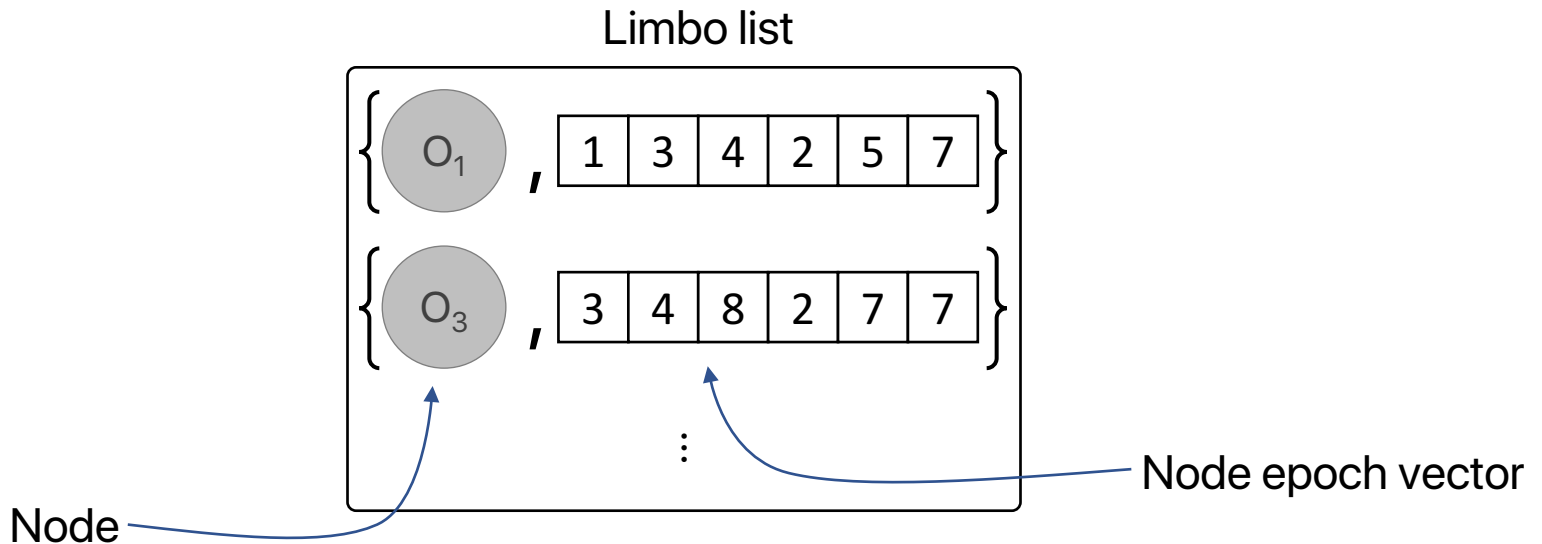 Limbo list
{ O1 , 1 3 4 2 5 7 }
{ O3 , 3 4 8 2 7 7 }
⋮
Node epoch vector
Node